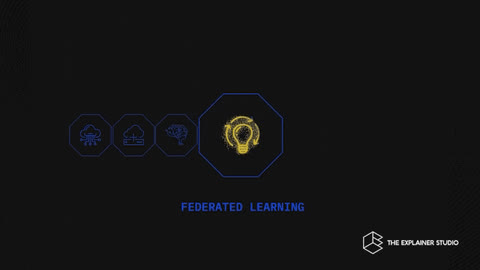 FEDERATED LEARNING
THE EXPLAINER STUDIO